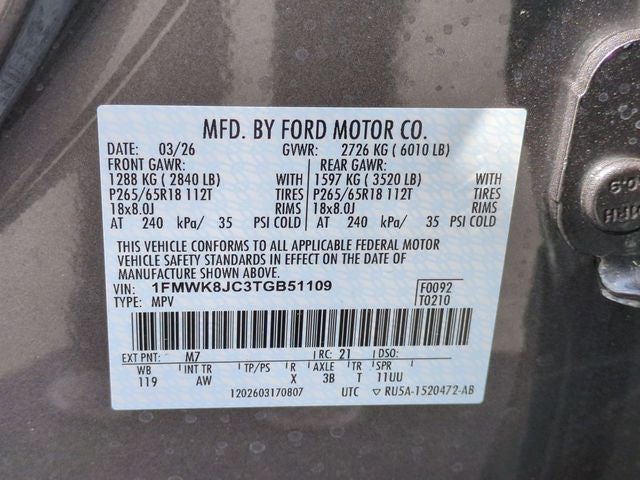 MFD. BY FORD MOTOR CO.
DATE: 03/26 GVWR: 2726 KG ( 6010 LB)
FRONT GAWR: REAR GAWR:
1288 KG ( 2840 LB) WITH 1597 KG ( 3520 LB) WITH
P265/65R18 112T TIRES P265/65R18 112T TIRES
18x8.0J RIMS 18x8.0J RIMS
AT 240 kPa/ 35 PSI COLD AT 240 kPa/ 35 PSI COLD
THIS VEHICLE CONFORMS TO ALL APPLICABLE FEDERAL MOTOR
VEHICLE SAFETY STANDARDS IN EFFECT ON THE DATE OF
MANUFACTURE SHOWN ABOVE.
VIN: 1FMWK8JC3TGB51109 F0092
TYPE: MPV T0210
EXT PNT: M7 RC: 21 DSO:
WB INT TR TP/PS R AXLE TR SPR
119 AW X 3B T 11UU
1202603170807 UTC ▽ RU5A-1520472-AB